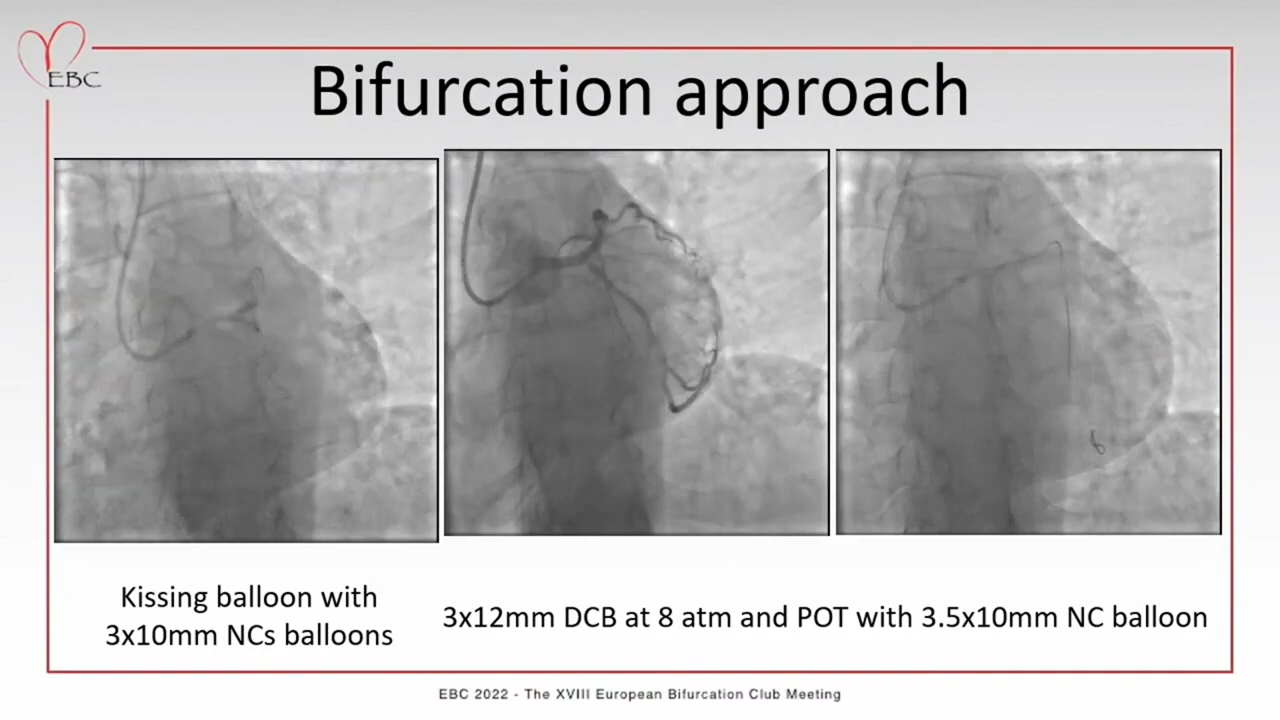 EBC
Bifurcation approach
Kissing balloon with
3x10mm NCs balloons
3x12mm DCB at 8 atm and POT with 3.5x10mm NC balloon
EBC 2022 - The XVIII European Bifurcation Club Meeting